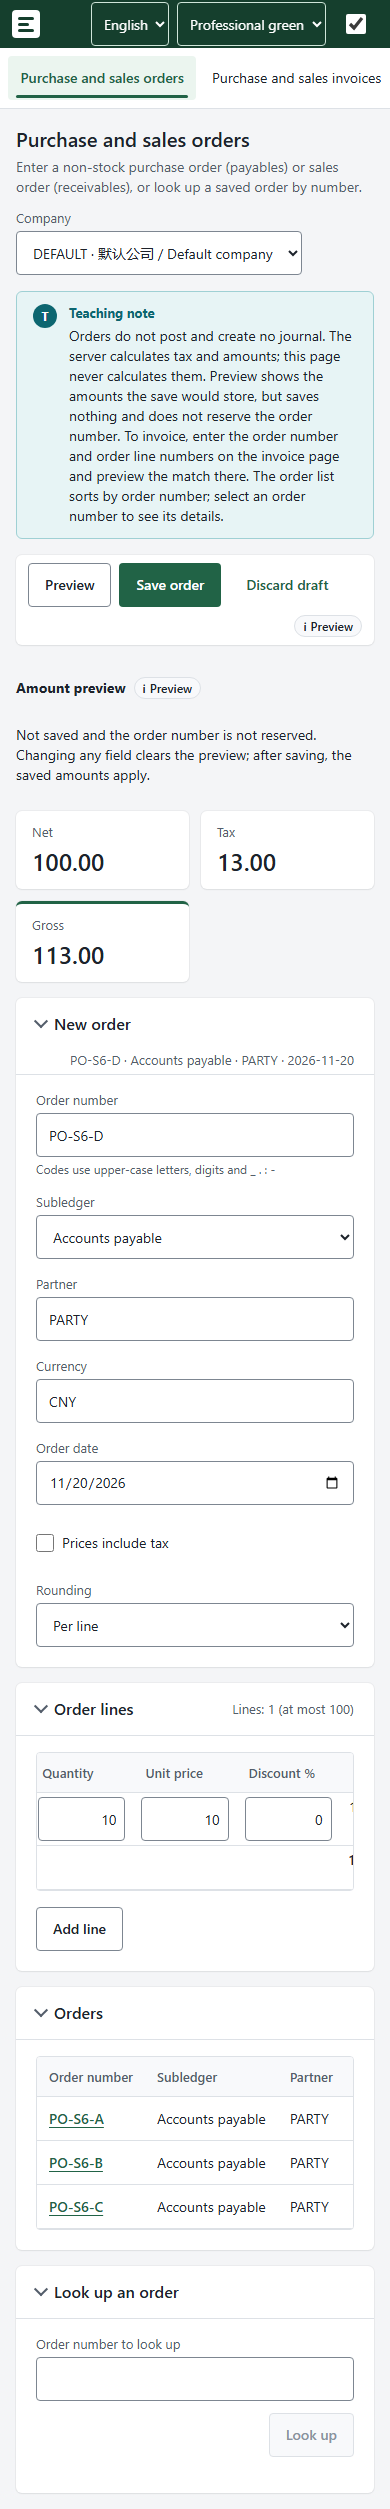 English
Professional green
Purchase and sales orders
Purchase and sales invoices
Purchase and sales orders
Enter a non-stock purchase order (payables) or sales
order (receivables), or look up a saved order by number.
Company
DEFAULT · 默认公司 / Default company
T
Teaching note
Orders do not post and create no journal. The
server calculates tax and amounts; this page
never calculates them. Preview shows the
amounts the save would store, but saves
nothing and does not reserve the order
number. To invoice, enter the order number
and order line numbers on the invoice page
and preview the match there. The order list
sorts by order number; select an order
number to see its details.
Preview
Save order
Discard draft
i Preview
Amount preview
i Preview
Not saved and the order number is not reserved.
Changing any field clears the preview; after saving, the
saved amounts apply.
Net
100.00
Tax
13.00
Gross
113.00
New order
PO-S6-D · Accounts payable · PARTY · 2026-11-20
Order number
PO-S6-D
Codes use upper-case letters, digits and _ . : -
Subledger
Accounts payable
Partner
PARTY
Currency
CNY
Order date
11/20/2026
Prices include tax
Rounding
Per line
Order lines
Lines: 1 (at most 100)
Quantity Unit price Discount %
10 10 0
Add line
Orders
Order number Subledger Partner
PO-S6-A Accounts payable PARTY
PO-S6-B Accounts payable PARTY
PO-S6-C Accounts payable PARTY
Look up an order
Order number to look up
Look up